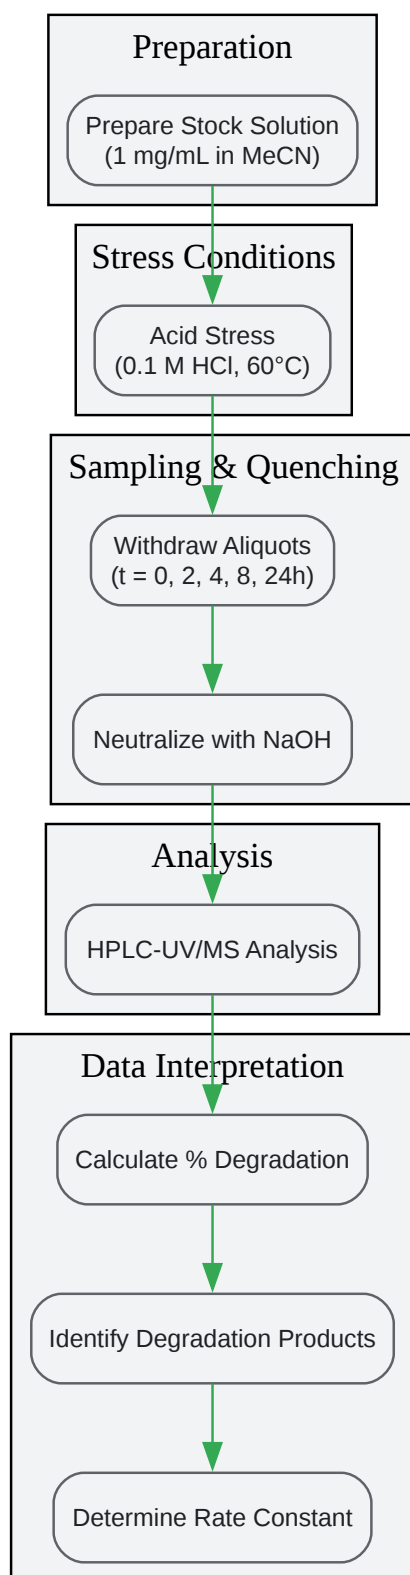 Preparation
Prepare Stock Solution
(1 mg/mL in MeCN)
Stress Conditions
Acid Stress
(0.1 M HCl, 60°C)
Sampling & Quenching
Withdraw Aliquots
(t = 0, 2, 4, 8, 24h)
Neutralize with NaOH
Analysis
HPLC-UV/MS Analysis
Data Interpretation
Calculate % Degradation
Identify Degradation Products
Determine Rate Constant